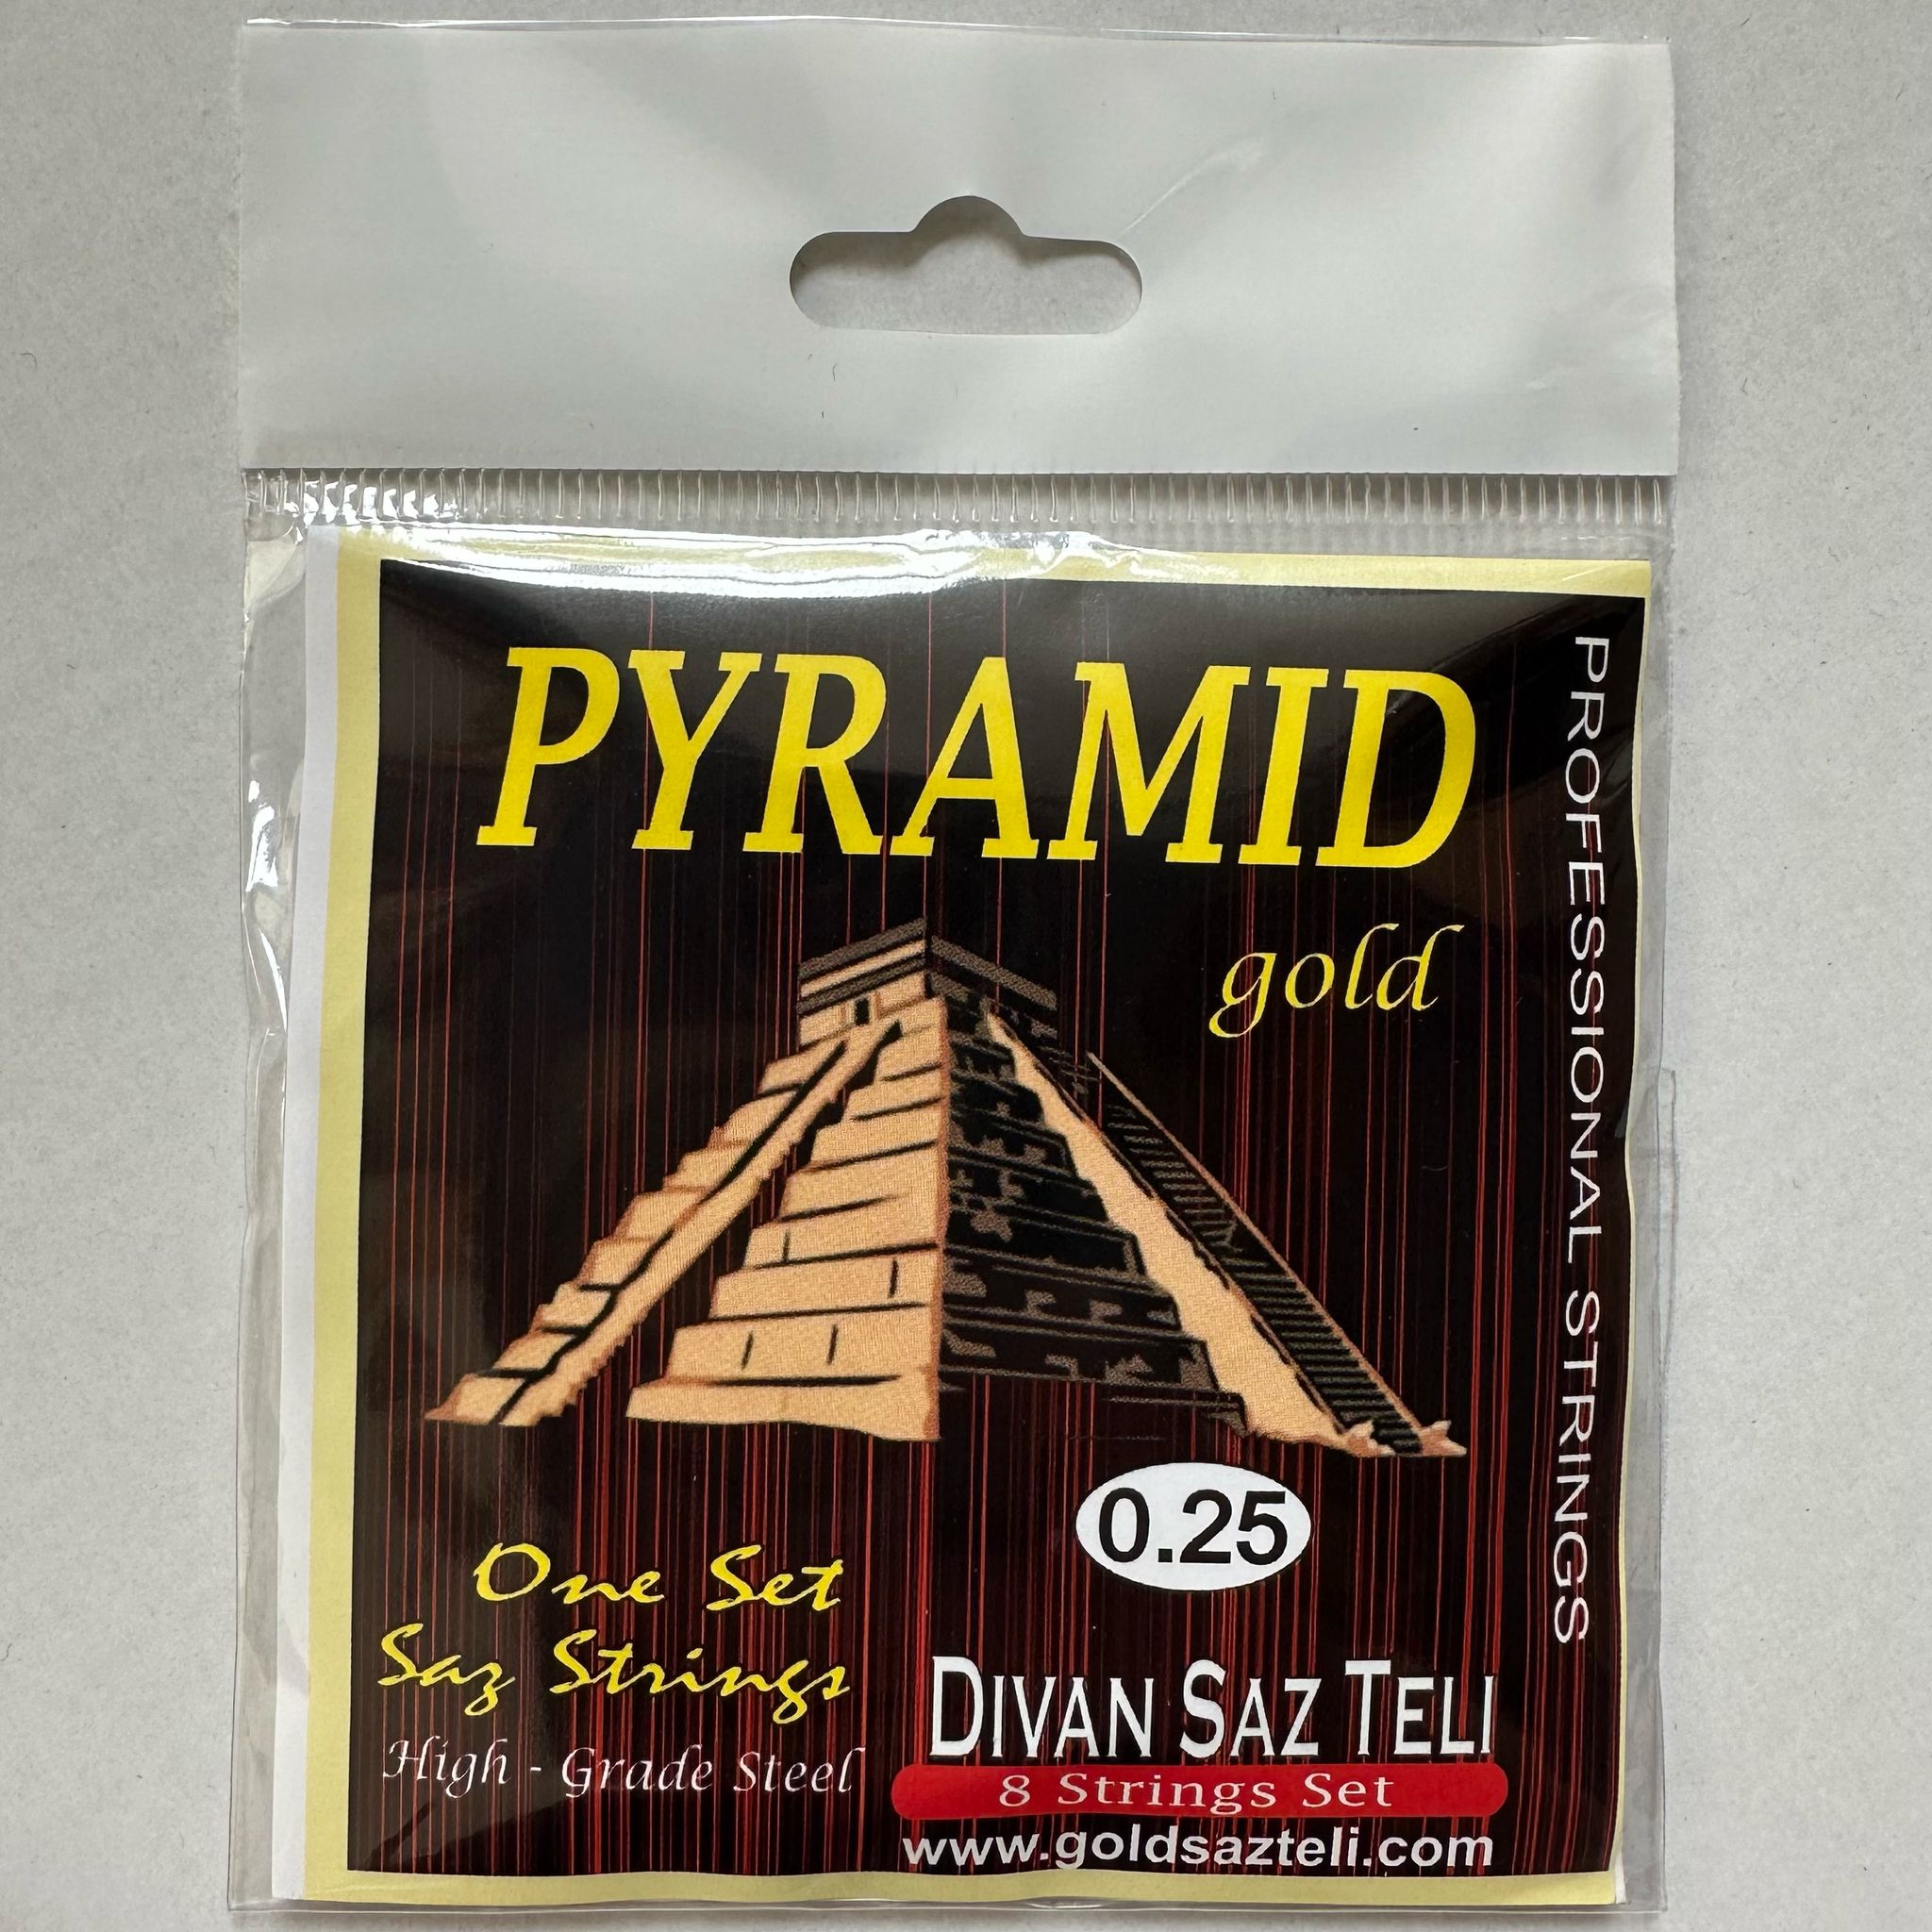 PYRAMID
gold
PROFESSIONAL STRINGS
0.25
One Set
Saz Strings
High - Grade Steel
DIVAN SAZ TELI
8 Strings Set
www.goldsazteli.com